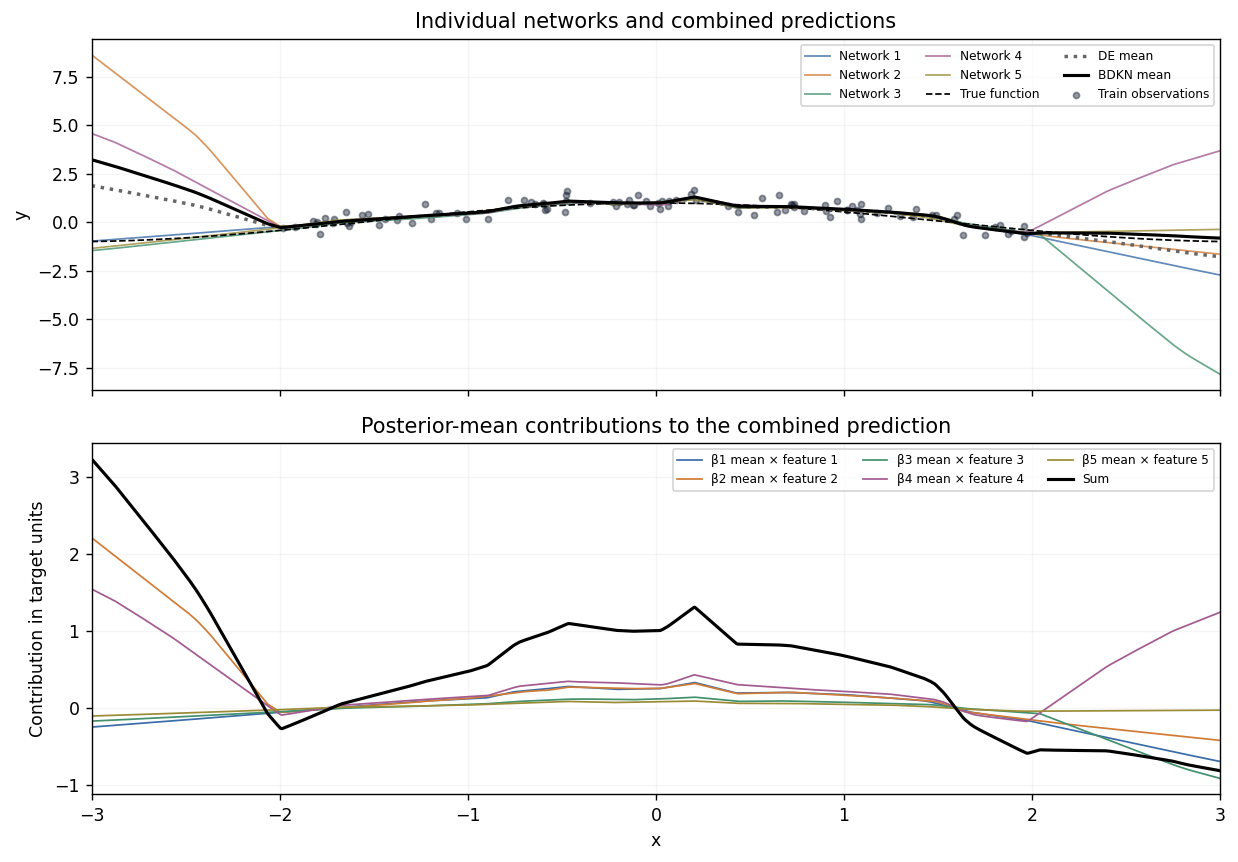 Individual networks and combined predictions
Network 1
Network 2
Network 3
Network 4
Network 5
True function
DE mean
BDKN mean
Train observations
y
7.5
5.0
2.5
0.0
−2.5
−5.0
−7.5
Posterior-mean contributions to the combined prediction
β1 mean × feature 1
β2 mean × feature 2
β3 mean × feature 3
β4 mean × feature 4
β5 mean × feature 5
Sum
Contribution in target units
3
2
1
0
−1
−3
−2
−1
0
1
2
3
x